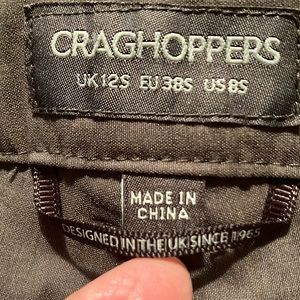 CRAGHOPPERS
UK12S EU38S US8S
MADE IN
CHINA
DESIGNED IN THE UK SINCE 1965